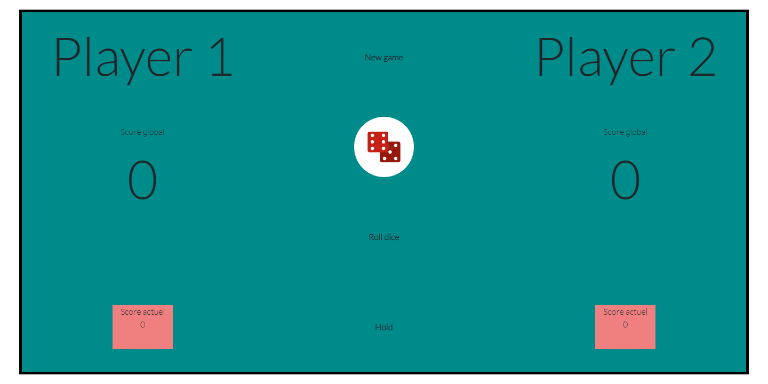 Player 1
New game
Player 2
Score global
Score global
0
0
Roll dice
Score actuel
0
Hold
Score actuel
0